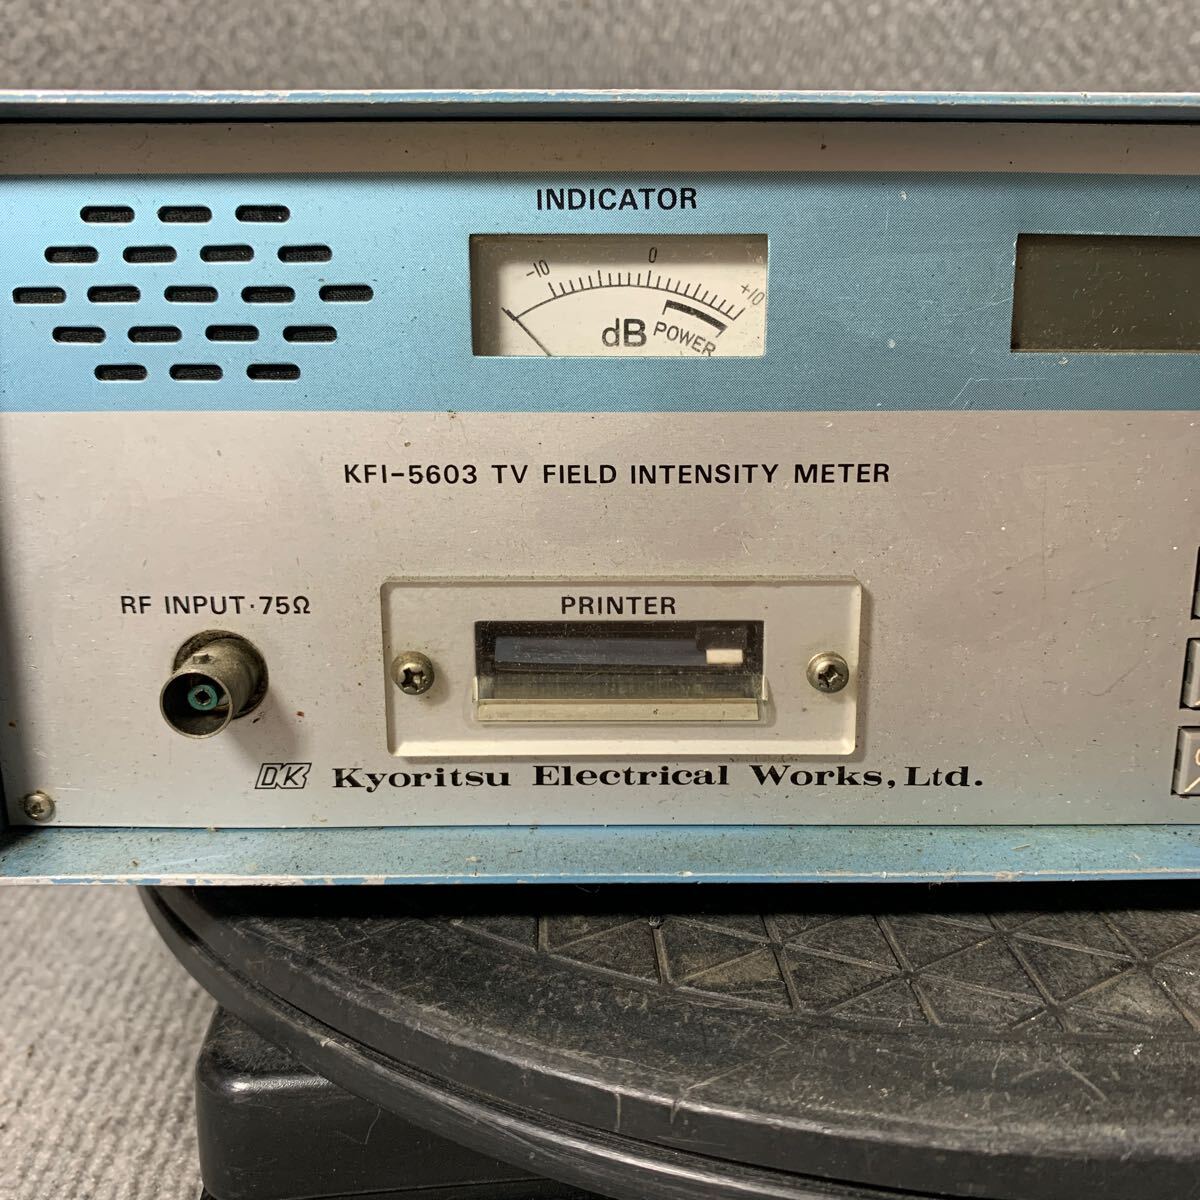 INDICATOR
-10 0 +10
dB POWER
KFI-5603 TV FIELD INTENSITY METER
RF INPUT·75Ω
PRINTER
DK Kyoritsu Electrical Works, Ltd.